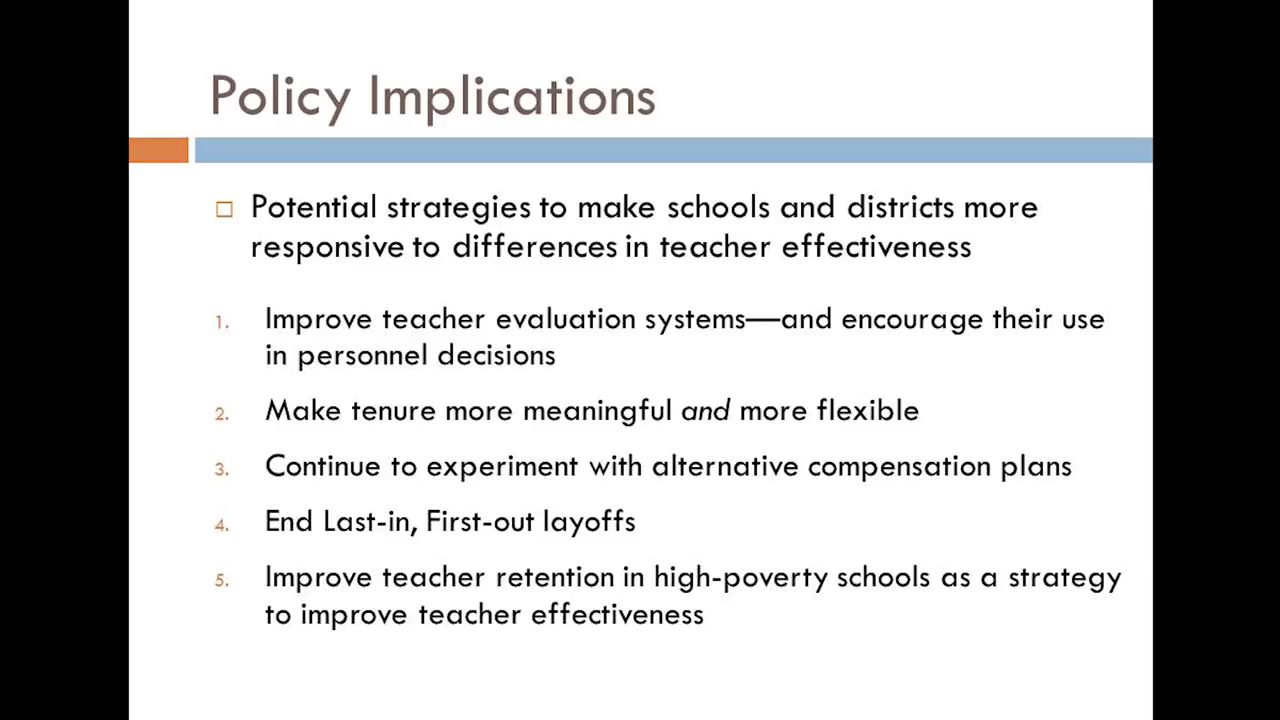 Policy Implications
Potential strategies to make schools and districts more
responsive to differences in teacher effectiveness
1. Improve teacher evaluation systems—and encourage their use
in personnel decisions
2. Make tenure more meaningful and more flexible
3. Continue to experiment with alternative compensation plans
4. End Last-in, First-out layoffs
5. Improve teacher retention in high-poverty schools as a strategy
to improve teacher effectiveness